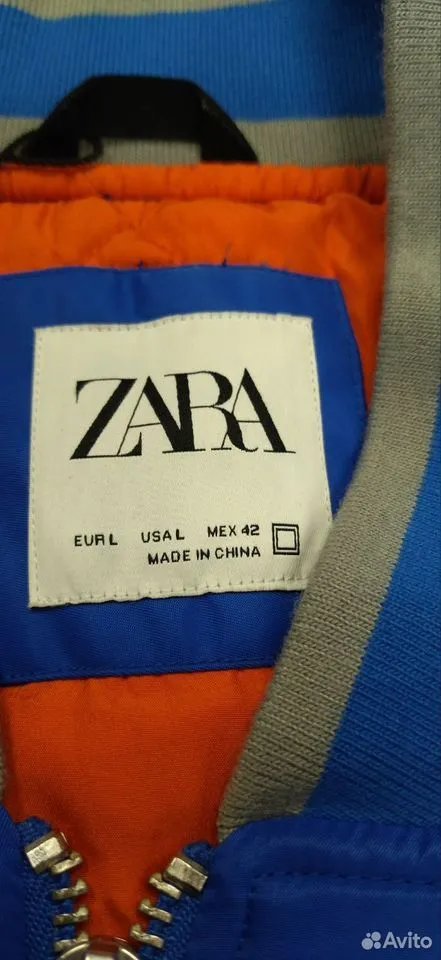 ZARA
EUR L USA L MEX 42
MADE IN CHINA
Avito